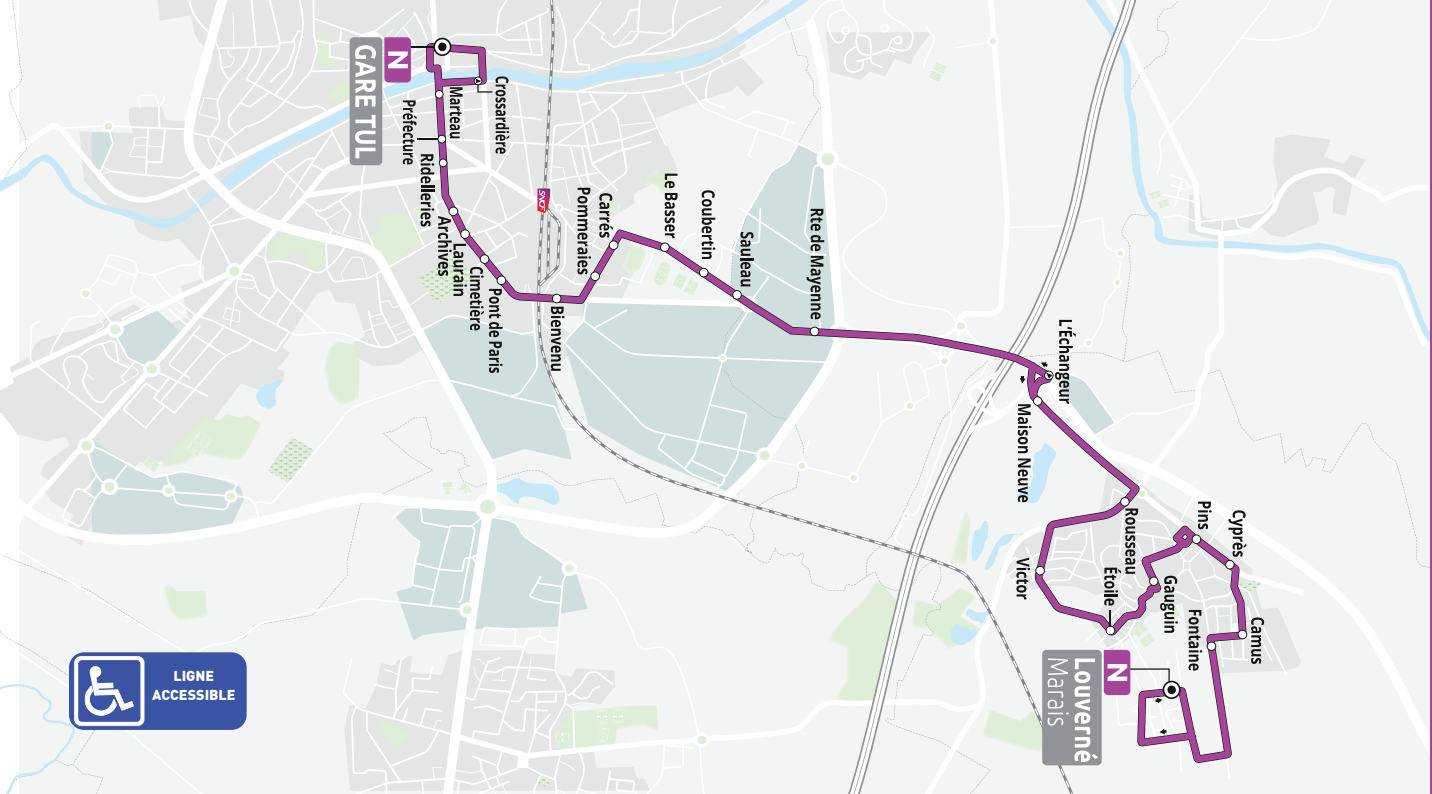 N
GARE TUL
Crossardière
Marteau
Préfecture
Ridelleries
Archives
Laurain
Cimetière
Pont de Paris
SNCF
Bienvenu
Pommeraies
Carrés
Le Basser
Coubertin
Sauleau
Rte de Mayenne
L'Échangeur
Maison Neuve
Rousseau
Victor
Étoile
Gauguin
Pins
Cyprès
Camus
Fontaine
N
Louverné
Marais
LIGNE
ACCESSIBLE